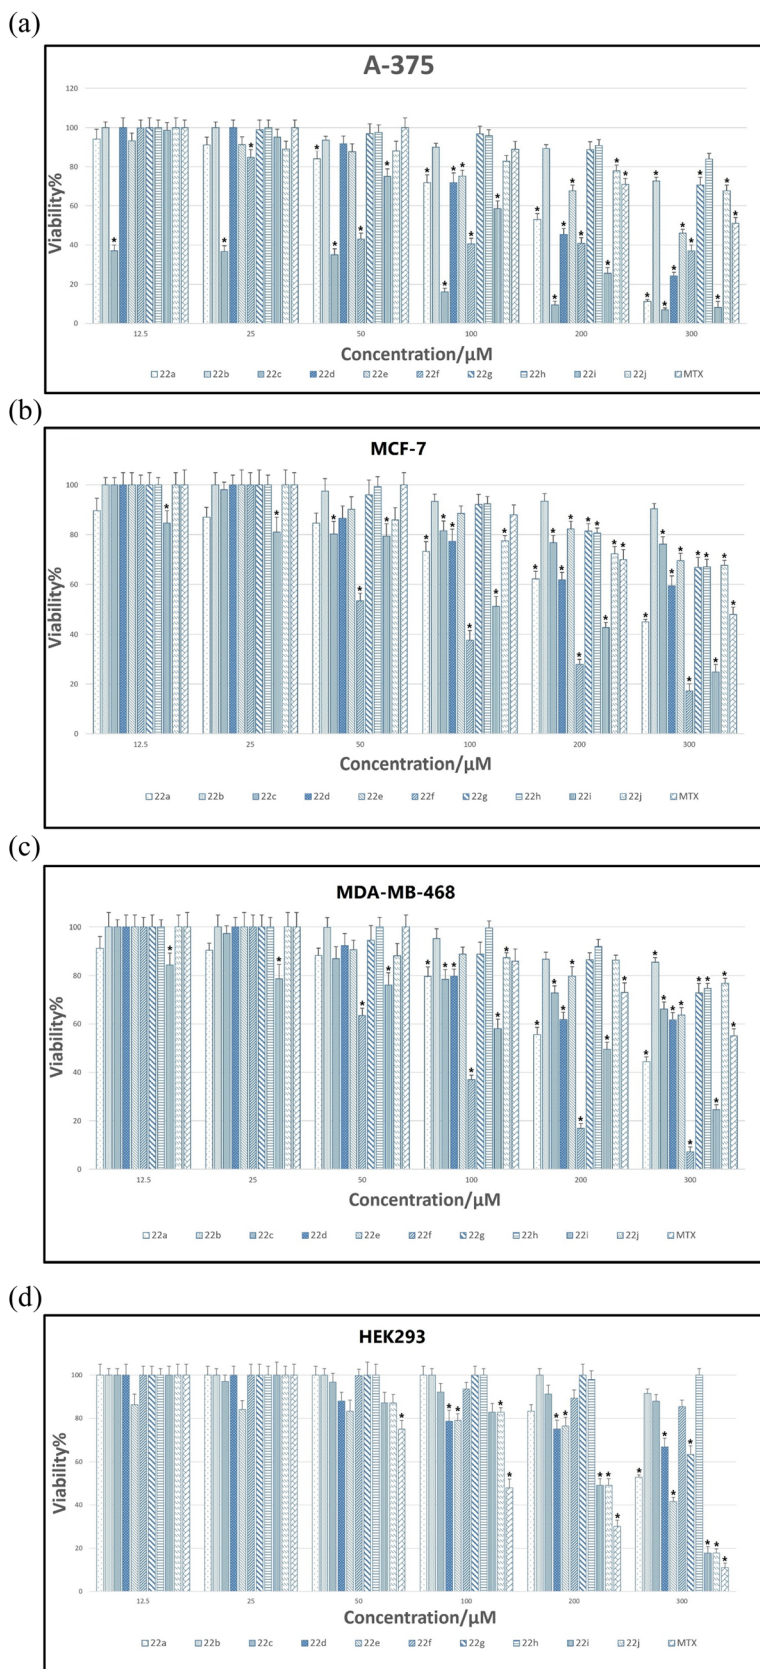 (a)
A-375
120
100
80
60
40
20
0
Viability%
* * * * * * * * * * * * * * * * * * * * * * * * * * * * *
12.5 25 50 100 200 300
Concentration/µM
22a 22b 22c 22d 22e 22f 22g 22h 22i 22j MTX
(b)
MCF-7
100
80
60
40
20
0
Viability%
12.5 25 50 100 200 300
Concentration/µM
22a 22b 22c 22d 22e 22f 22g 22h 22i 22j MTX
(c)
MDA-MB-468
100
80
60
40
20
0
Viability%
12.5 25 50 100 200 300
Concentration/µM
22a 22b 22c 22d 22e 22f 22g 22h 22i 22j MTX
(d)
HEK293
100
80
60
40
20
0
Viability%
12.5 25 50 100 200 300
Concentration/µM
22a 22b 22c 22d 22e 22f 22g 22h 22i 22j MTX